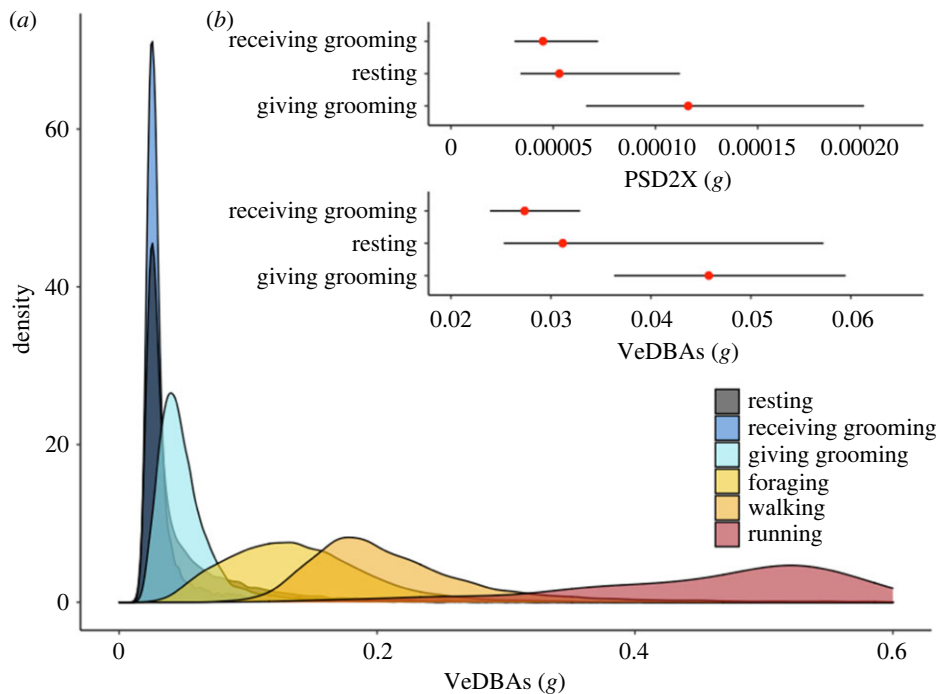 (a)
(b)
receiving grooming
resting
giving grooming
0 0.00005 0.00010 0.00015 0.00020
PSD2X (g)
receiving grooming
resting
giving grooming
0.02 0.03 0.04 0.05 0.06
VeDBAs (g)
density
60
40
20
0
resting
receiving grooming
giving grooming
foraging
walking
running
0 0.2 0.4 0.6
VeDBAs (g)